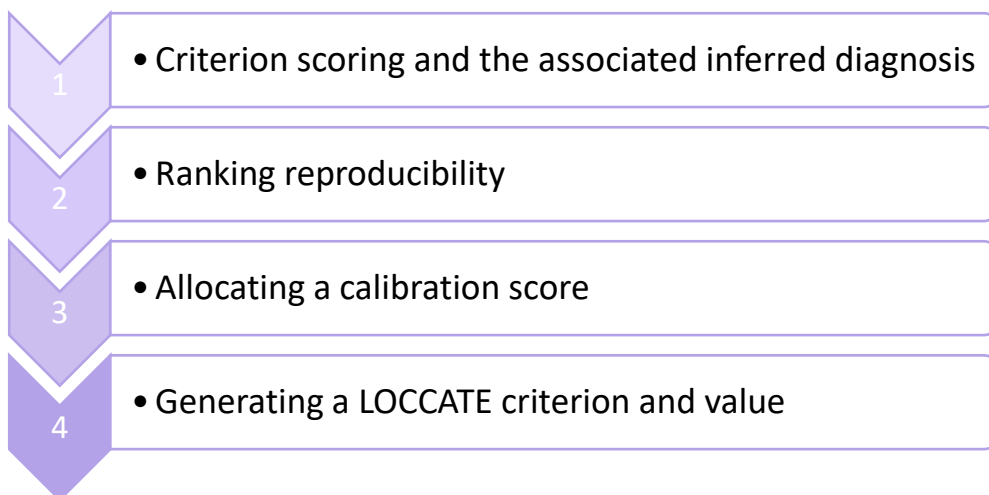 1
• Criterion scoring and the associated inferred diagnosis
2
• Ranking reproducibility
3
• Allocating a calibration score
4
• Generating a LOCCATE criterion and value